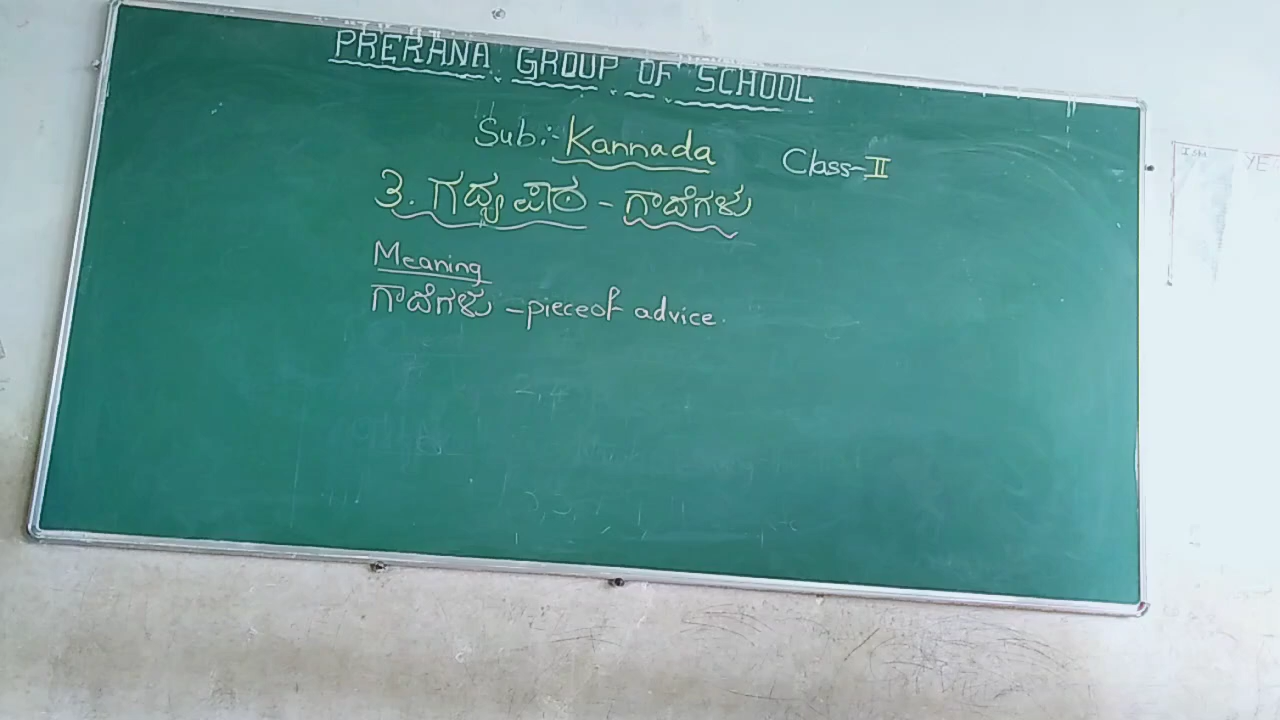 PRERANA GROUP OF SCHOOL
Sub:- Kannada Class-II
3. ಗದ್ಯ ಪಾಠ - ಗಾದೆಗಳು
Meaning
ಗಾದೆಗಳು - pieceof advice.